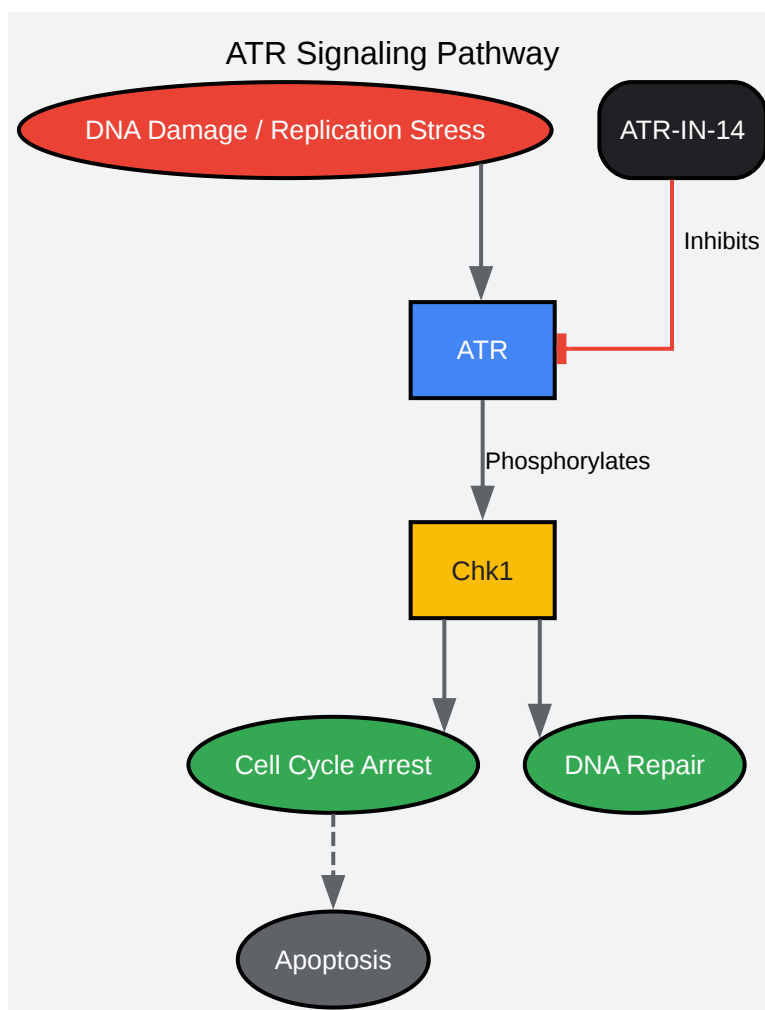 ATR Signaling Pathway
DNA Damage / Replication Stress
ATR-IN-14
Inhibits
ATR
Phosphorylates
Chk1
Cell Cycle Arrest
DNA Repair
Apoptosis